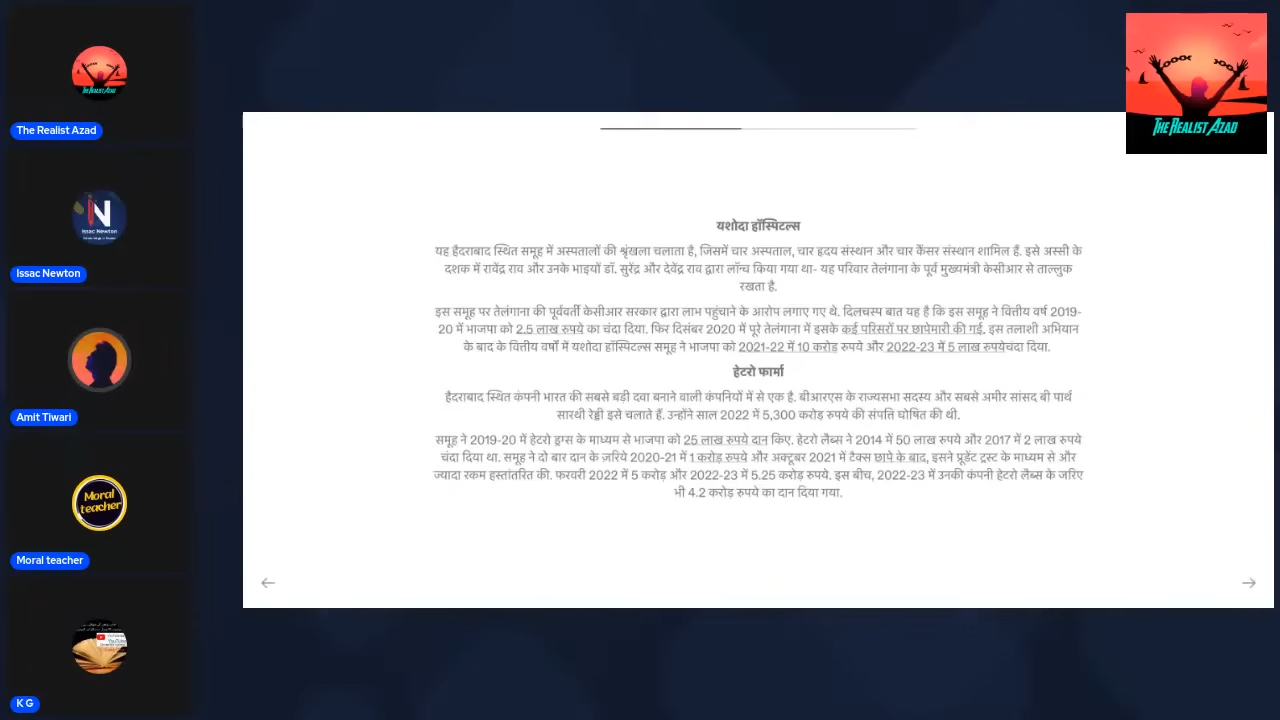 The Realist Azad
Issac Newton
Issac Newton
Amit Tiwari
Moral
teacher
Moral teacher
K G
THE REALIST AZAD
यशोदा हॉस्पिटल्स
यह हैदराबाद स्थित समूह में अस्पतालों की श्रृंखला चलाता है, जिसमें चार अस्पताल, चार हृदय संस्थान और चार कैंसर संस्थान शामिल हैं. इसे अस्सी के
दशक में रावेंद्र राव और उनके भाइयों डॉ. सुरेंद्र और देवेंद्र राव द्वारा लॉन्च किया गया था- यह परिवार तेलंगाना के पूर्व मुख्यमंत्री केसीआर से ताल्लुक
रखता है.
इस समूह पर तेलंगाना की पूर्ववर्ती केसीआर सरकार द्वारा लाभ पहुंचाने के आरोप लगाए गए थे. दिलचस्प बात यह है कि इस समूह ने वित्तीय वर्ष 2019-
20 में भाजपा को 2.5 लाख रुपये का चंदा दिया. फिर दिसंबर 2020 में पूरे तेलंगाना में इसके कई परिसरों पर छापेमारी की गई. इस तलाशी अभियान
के बाद के वित्तीय वर्षों में यशोदा हॉस्पिटल्स समूह ने भाजपा को 2021-22 में 10 करोड़ रुपये और 2022-23 में 5 लाख रुपयेचंदा दिया.
हेटरो फार्मा
हैदराबाद स्थित कंपनी भारत की सबसे बड़ी दवा बनाने वाली कंपनियों में से एक है. बीआरएस के राज्यसभा सदस्य और सबसे अमीर सांसद बी पार्थ
सारथी रेड्डी इसे चलाते हैं. उन्होंने साल 2022 में 5,300 करोड़ रुपये की संपत्ति घोषित की थी.
समूह ने 2019-20 में हेटरो ड्रग्स के माध्यम से भाजपा को 25 लाख रुपये दान किए. हेटरो लैब्स ने 2014 में 50 लाख रुपये और 2017 में 2 लाख रुपये
चंदा दिया था. समूह ने दो बार दान के ज़रिये 2020-21 में 1 करोड़ रुपये और अक्टूबर 2021 में टैक्स छापे के बाद, इसने प्रूडेंट ट्रस्ट के माध्यम से और
ज्यादा रकम हस्तांतरित की. फरवरी 2022 में 5 करोड़ और 2022-23 में 5.25 करोड़ रुपये. इस बीच, 2022-23 में उनकी कंपनी हेटरो लैब्स के जरिए
भी 4.2 करोड़ रुपये का दान दिया गया.